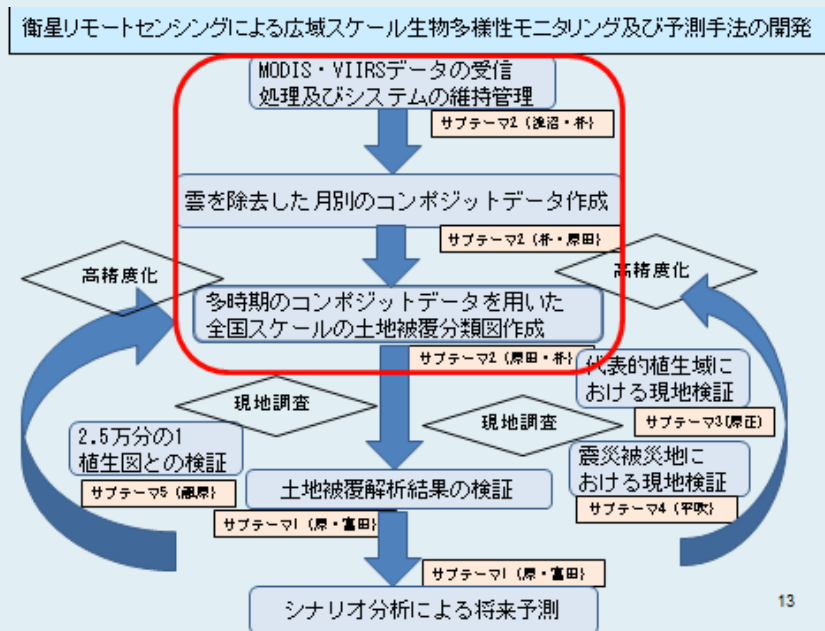 衛星リモートセンシングによる広域スケール生物多様性モニタリング及び予測手法の開発
MODIS・VIIRSデータの受信
処理及びシステムの維持管理
サブテーマ2
雲を除去した月別のコンポジットデータ作成
サブテーマ2 (朴・原田)
高精度化
高精度化
多時期のコンポジットデータを用いた
全国スケールの土地被覆分類図作成
サブテーマ2 (原田・朴)
代表的植生域に
おける現地検証
サブテーマ3(原正)
現地調査
現地調査
2.5万分の1
植生図との検証
サブテーマ5
震災被災地に
おける現地検証
サブテーマ4 (平吹)
土地被覆解析結果の検証
サブテーマ1 (原・富田)
サブテーマ1 (原・富田)
シナリオ分析による将来予測
13